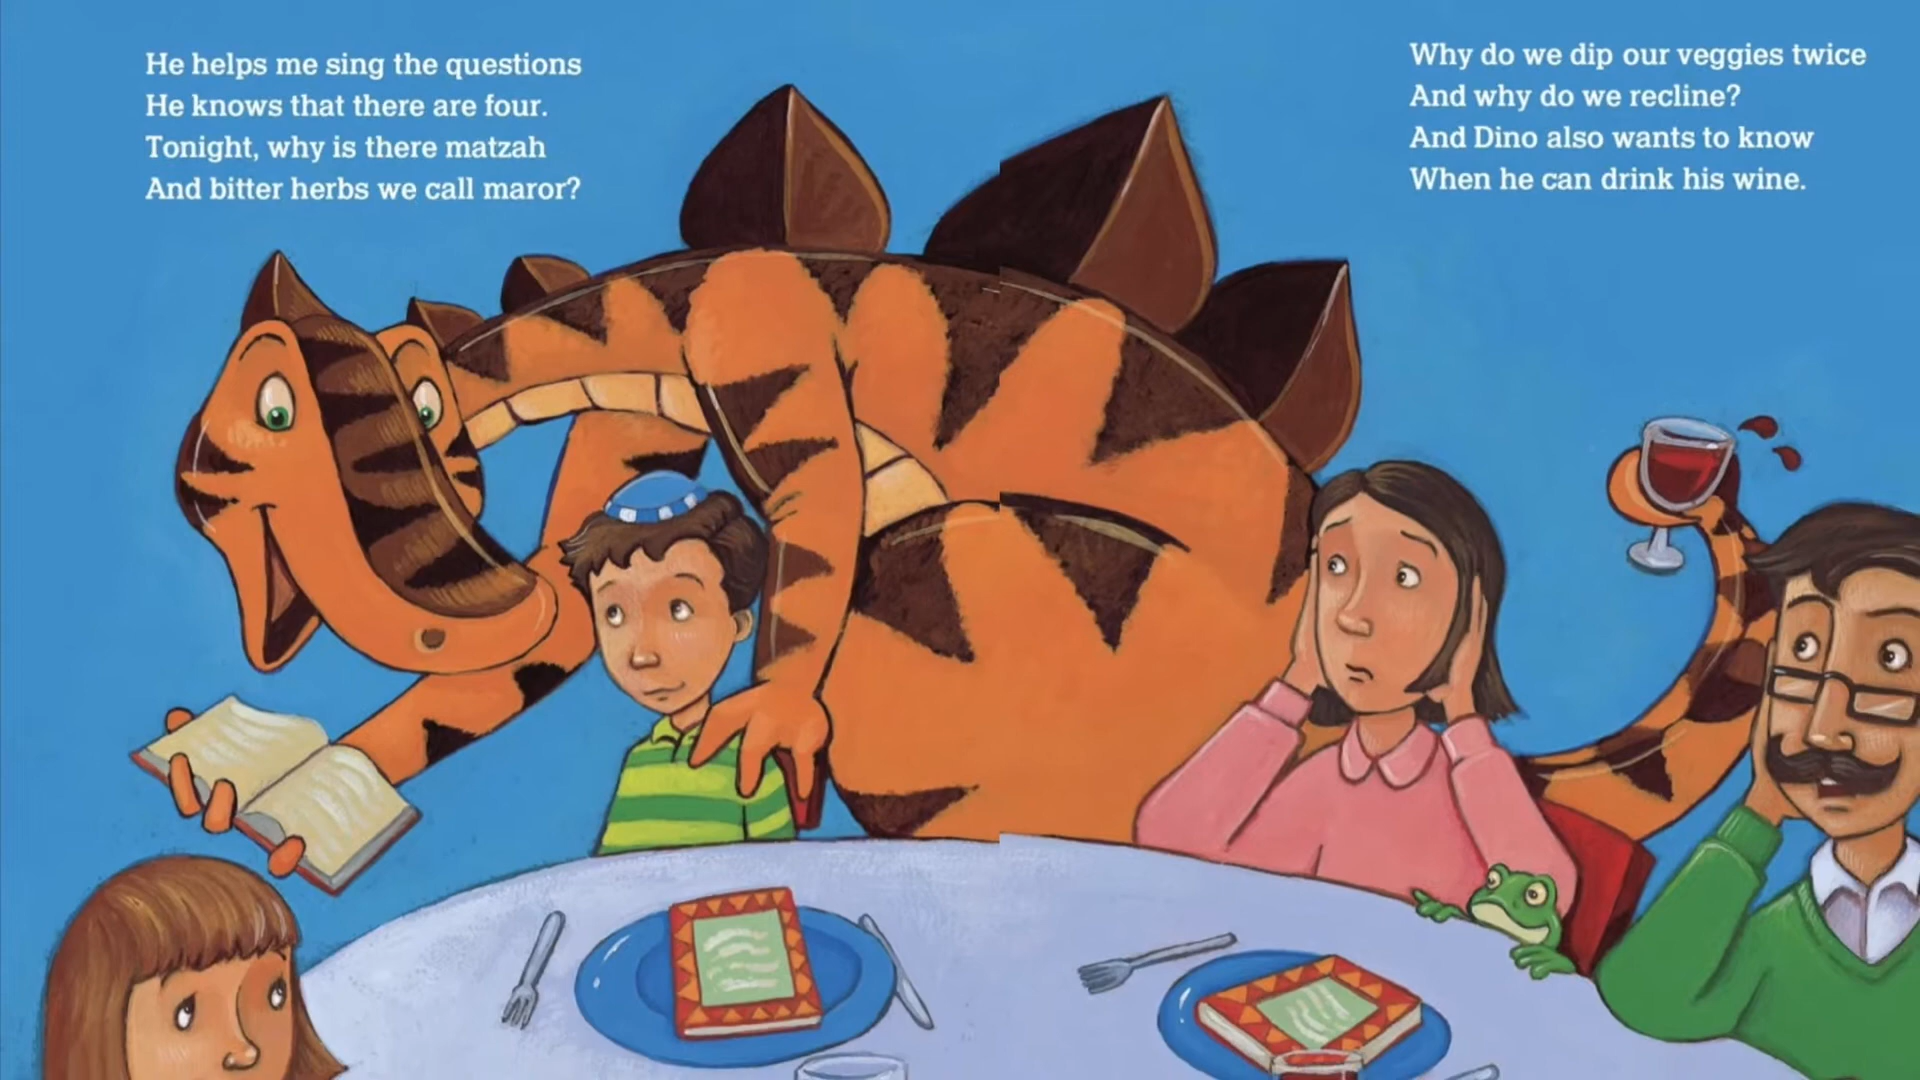 He helps me sing the questions
He knows that there are four.
Tonight, why is there matzah
And bitter herbs we call maror?
Why do we dip our veggies twice
And why do we recline?
And Dino also wants to know
When he can drink his wine.